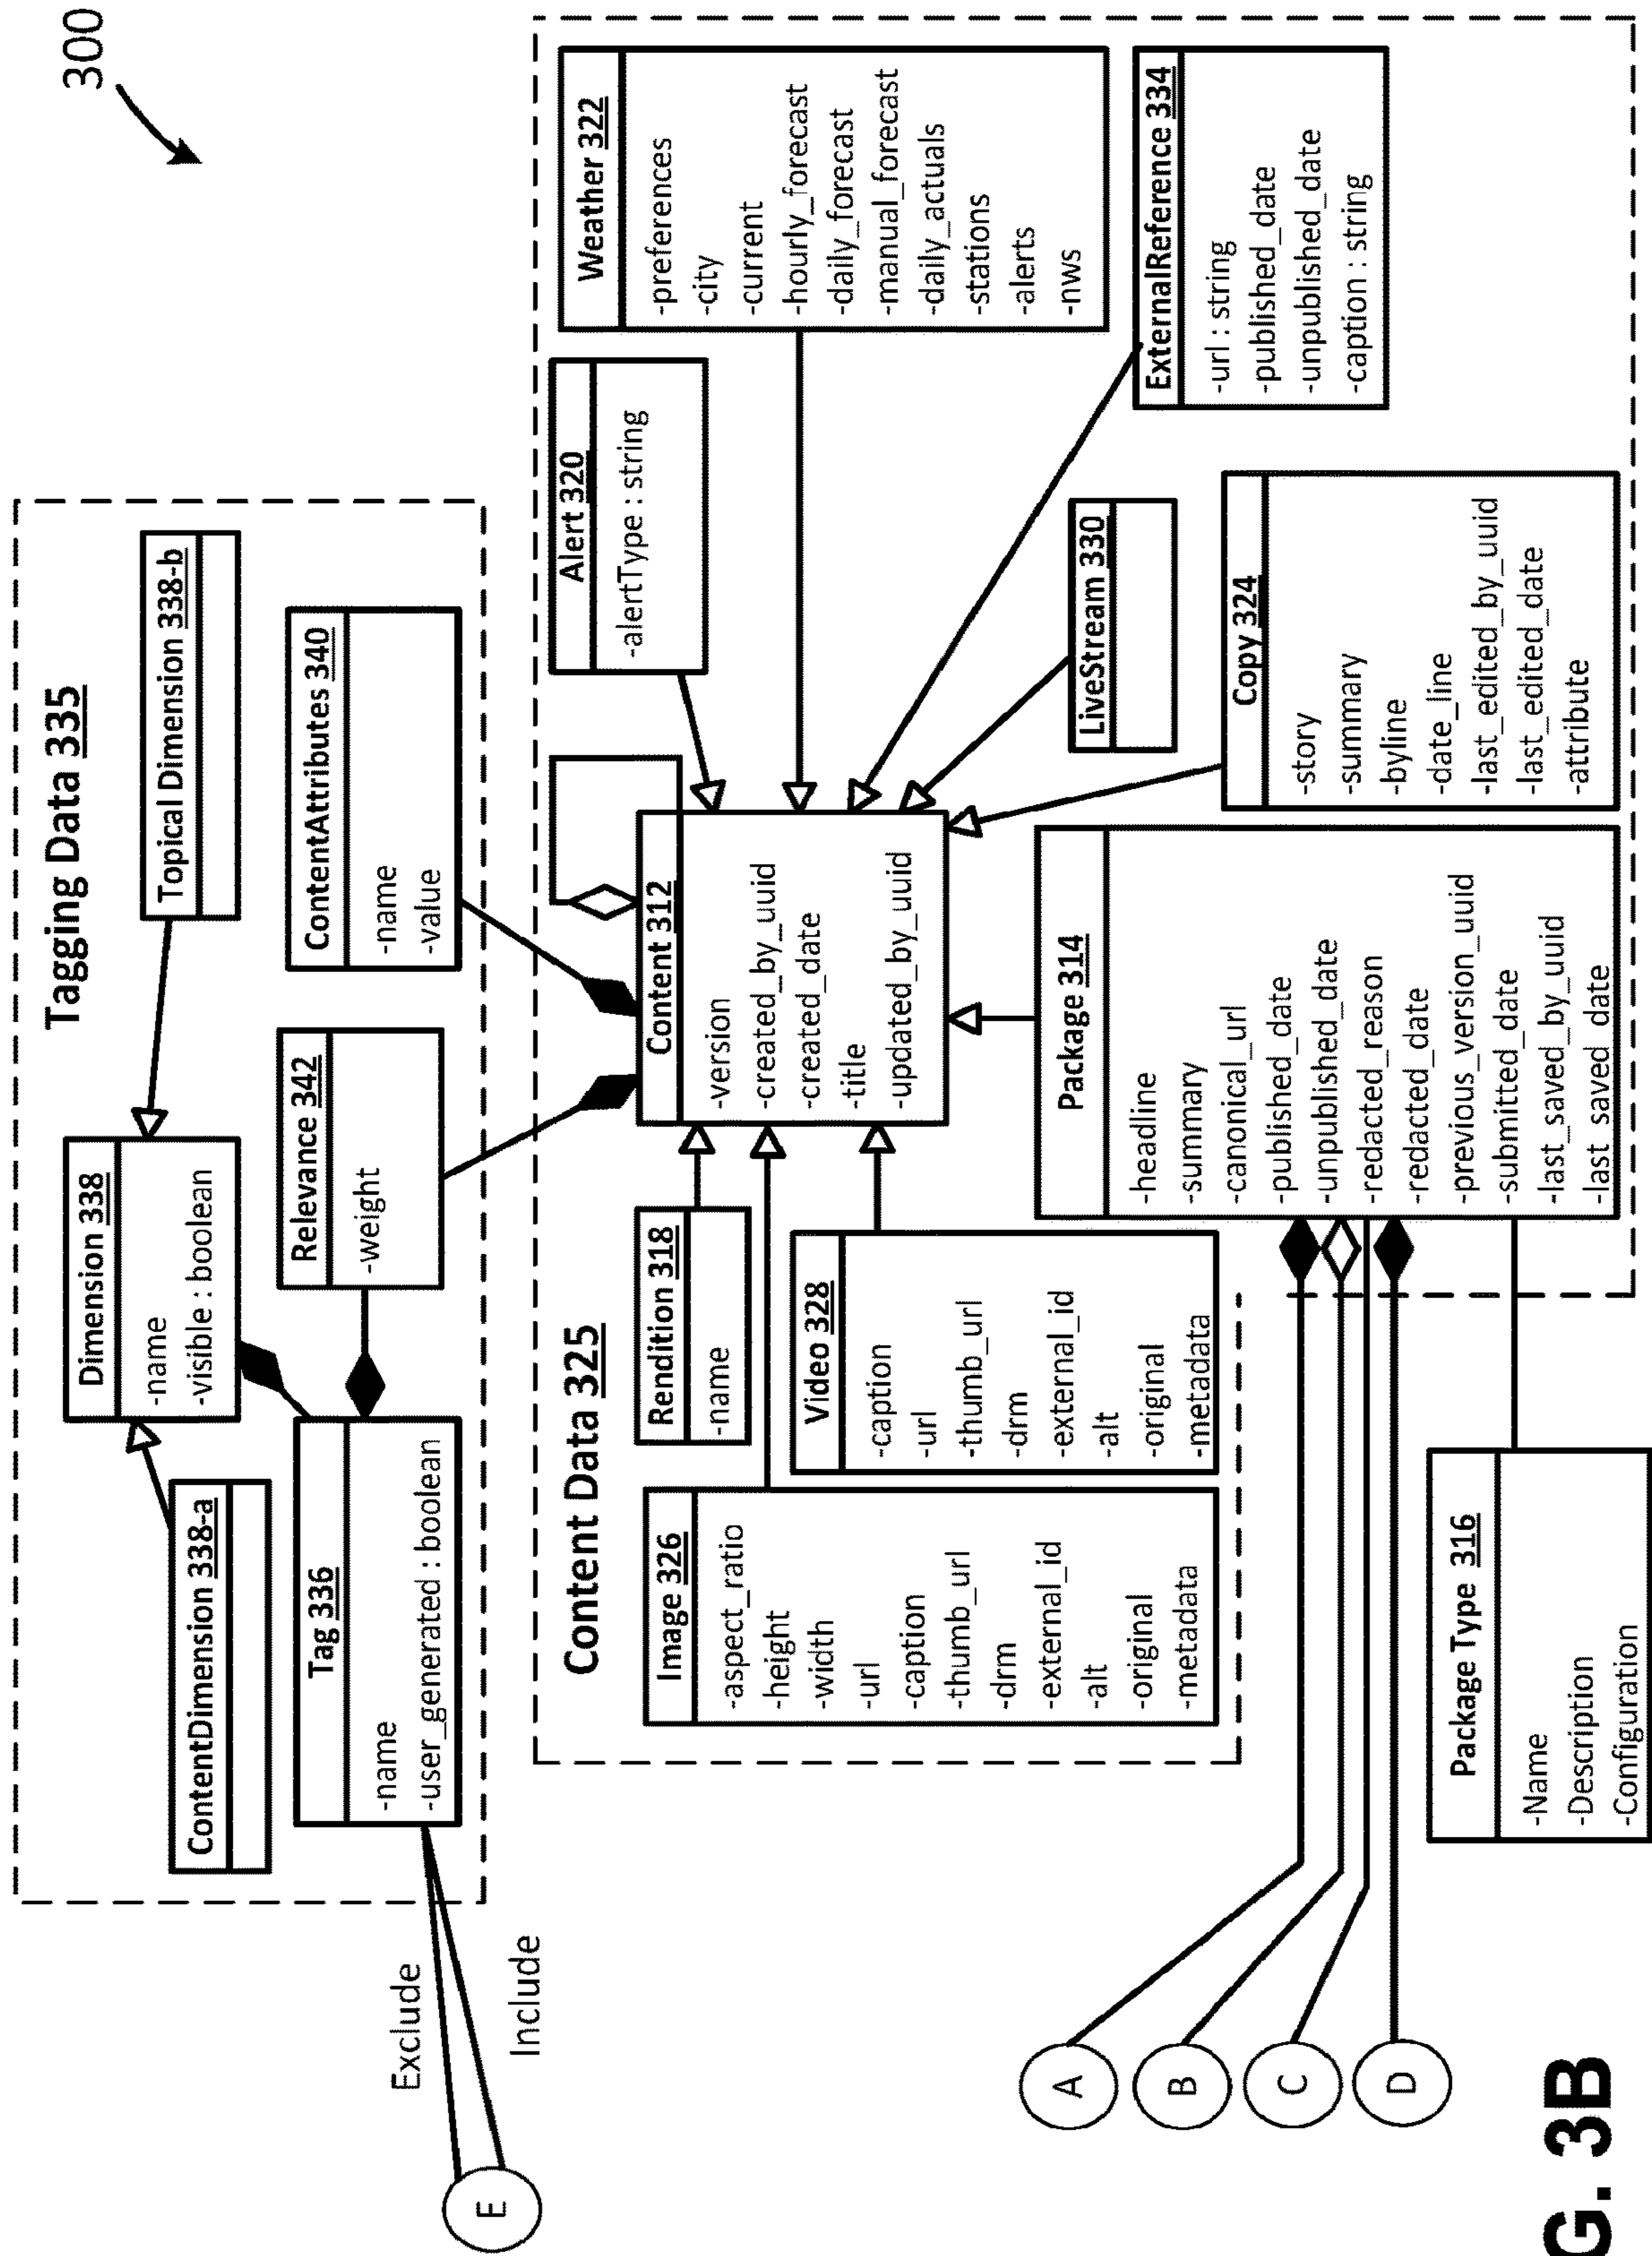 300
Tagging Data 335
ContentDimension 338-a
Dimension 338
-name
-visible : boolean
Topical Dimension 338-b
Tag 336
-name
-user_generated : boolean
Relevance 342
-weight
ContentAttributes 340
-name
-value
Exclude
Include
E
Content Data 325
Image 326
-aspect_ratio
-height
-width
-url
-caption
-thumb_url
-drm
-external_id
-alt
-original
-metadata
Rendition 318
-name
Video 328
-caption
-url
-thumb_url
-drm
-external_id
-alt
-original
-metadata
Content 312
-version
-created_by_uuid
-created_date
-title
-updated_by_uuid
Alert 320
-alertType : string
Weather 322
-preferences
-city
-current
-hourly_forecast
-daily_forecast
-manual_forecast
-daily_actuals
-stations
-alerts
-nws
ExternalReference 334
-url : string
-published_date
-unpublished_date
-caption : string
LiveStream 330
Copy 324
-story
-summary
-byline
-date_line
-last_edited_by_uuid
-last_edited_date
-attribute
Package 314
-headline
-summary
-canonical_url
-published_date
-unpublished_date
-redacted_reason
-redacted_date
-previous_version_uuid
-submitted_date
-last_saved_by_uuid
-last_saved_date
A
B
C
D
Package Type 316
-Name
-Description
-Configuration
G. 3B